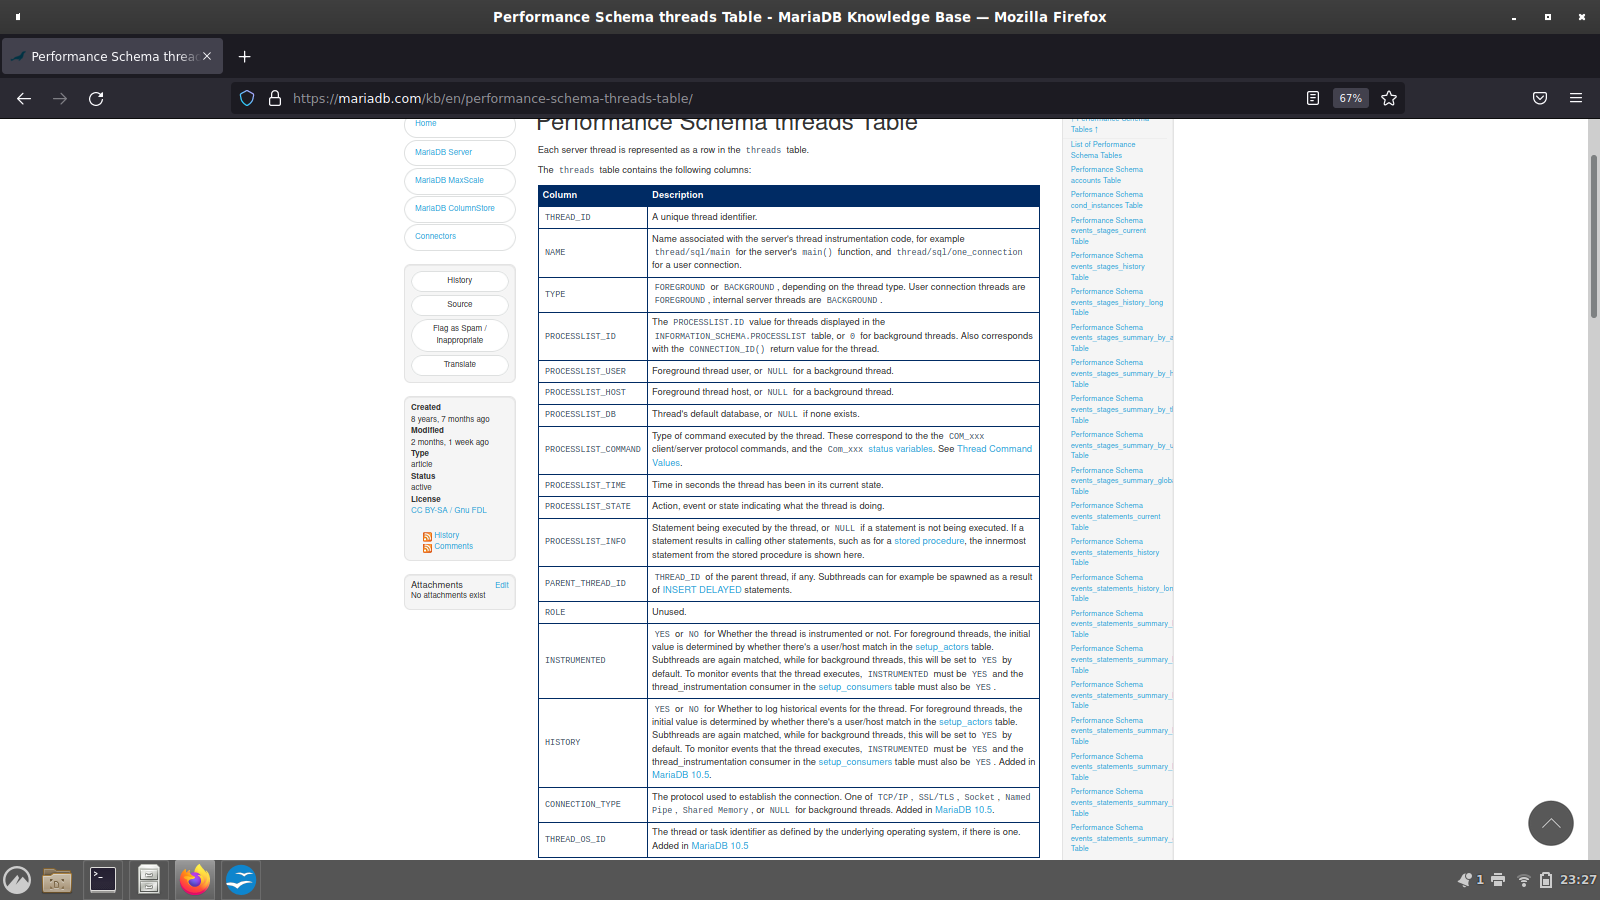 Performance Schema threads Table - MariaDB Knowledge Base — Mozilla Firefox
Performance Schema threa
https://mariadb.com/kb/en/performance-schema-threads-table/
67%
Home
MariaDB Server
MariaDB MaxScale
MariaDB ColumnStore
Connectors
History
Source
Flag as Spam /
Inappropriate
Translate
Created
8 years, 7 months ago
Modified
2 months, 1 week ago
Type
article
Status
active
License
CC BY-SA / Gnu FDL
History
Comments
Attachments Edit
No attachments exist
Performance Schema threads Table
Each server thread is represented as a row in the threads table.
The threads table contains the following columns:
Column Description
THREAD_ID A unique thread identifier.
NAME Name associated with the server's thread instrumentation code, for example
thread/sql/main for the server's main() function, and thread/sql/one_connection
for a user connection.
TYPE FOREGROUND or BACKGROUND, depending on the thread type. User connection threads are
FOREGROUND, internal server threads are BACKGROUND.
PROCESSLIST_ID The PROCESSLIST.ID value for threads displayed in the
INFORMATION_SCHEMA.PROCESSLIST table, or 0 for background threads. Also corresponds
with the CONNECTION_ID() return value for the thread.
PROCESSLIST_USER Foreground thread user, or NULL for a background thread.
PROCESSLIST_HOST Foreground thread host, or NULL for a background thread.
PROCESSLIST_DB Thread's default database, or NULL if none exists.
PROCESSLIST_COMMAND Type of command executed by the thread. These correspond to the the COM_xxx
client/server protocol commands, and the Com_xxx status variables. See Thread Command
Values.
PROCESSLIST_TIME Time in seconds the thread has been in its current state.
PROCESSLIST_STATE Action, event or state indicating what the thread is doing.
PROCESSLIST_INFO Statement being executed by the thread, or NULL if a statement is not being executed. If a
statement results in calling other statements, such as for a stored procedure, the innermost
statement from the stored procedure is shown here.
PARENT_THREAD_ID THREAD_ID of the parent thread, if any. Subthreads can for example be spawned as a result
of INSERT DELAYED statements.
ROLE Unused.
INSTRUMENTED YES or NO for Whether the thread is instrumented or not. For foreground threads, the initial
value is determined by whether there's a user/host match in the setup_actors table.
Subthreads are again matched, while for background threads, this will be set to YES by
default. To monitor events that the thread executes, INSTRUMENTED must be YES and the
thread_instrumentation consumer in the setup_consumers table must also be YES.
HISTORY YES or NO for Whether to log historical events for the thread. For foreground threads, the
initial value is determined by whether there's a user/host match in the setup_actors table.
Subthreads are again matched, while for background threads, this will be set to YES by
default. To monitor events that the thread executes, INSTRUMENTED must be YES and the
thread_instrumentation consumer in the setup_consumers table must also be YES. Added in
MariaDB 10.5.
CONNECTION_TYPE The protocol used to establish the connection. One of TCP/IP, SSL/TLS, Socket, Named
Pipe, Shared Memory, or NULL for background threads. Added in MariaDB 10.5.
THREAD_OS_ID The thread or task identifier as defined by the underlying operating system, if there is one.
Added in MariaDB 10.5
Tables ↑
List of Performance
Schema Tables
Performance Schema
accounts Table
Performance Schema
cond_instances Table
Performance Schema
events_stages_current
Table
Performance Schema
events_stages_history
Table
Performance Schema
events_stages_history_long
Table
Performance Schema
events_stages_summary_by_a
Table
Performance Schema
events_stages_summary_by_h
Table
Performance Schema
events_stages_summary_by_t
Table
Performance Schema
events_stages_summary_by_u
Table
Performance Schema
events_stages_summary_glob
Table
Performance Schema
events_statements_current
Table
Performance Schema
events_statements_history
Table
Performance Schema
events_statements_history_lon
Table
Performance Schema
events_statements_summary_
Table
Performance Schema
events_statements_summary_
Table
Performance Schema
events_statements_summary_
Table
Performance Schema
events_statements_summary_
Table
Performance Schema
events_statements_summary_
Table
Performance Schema
events_statements_summary_
Table
Performance Schema
events_statements_summary_
Table
1
23:27